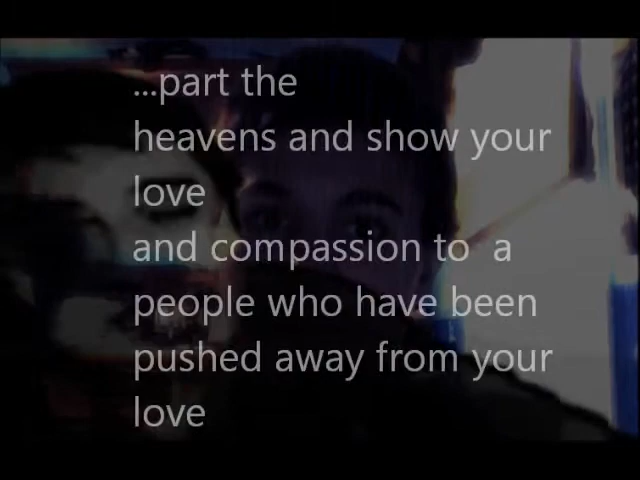 ...part the
heavens and show your
love
and compassion to  a
people who have been
pushed away from your
love